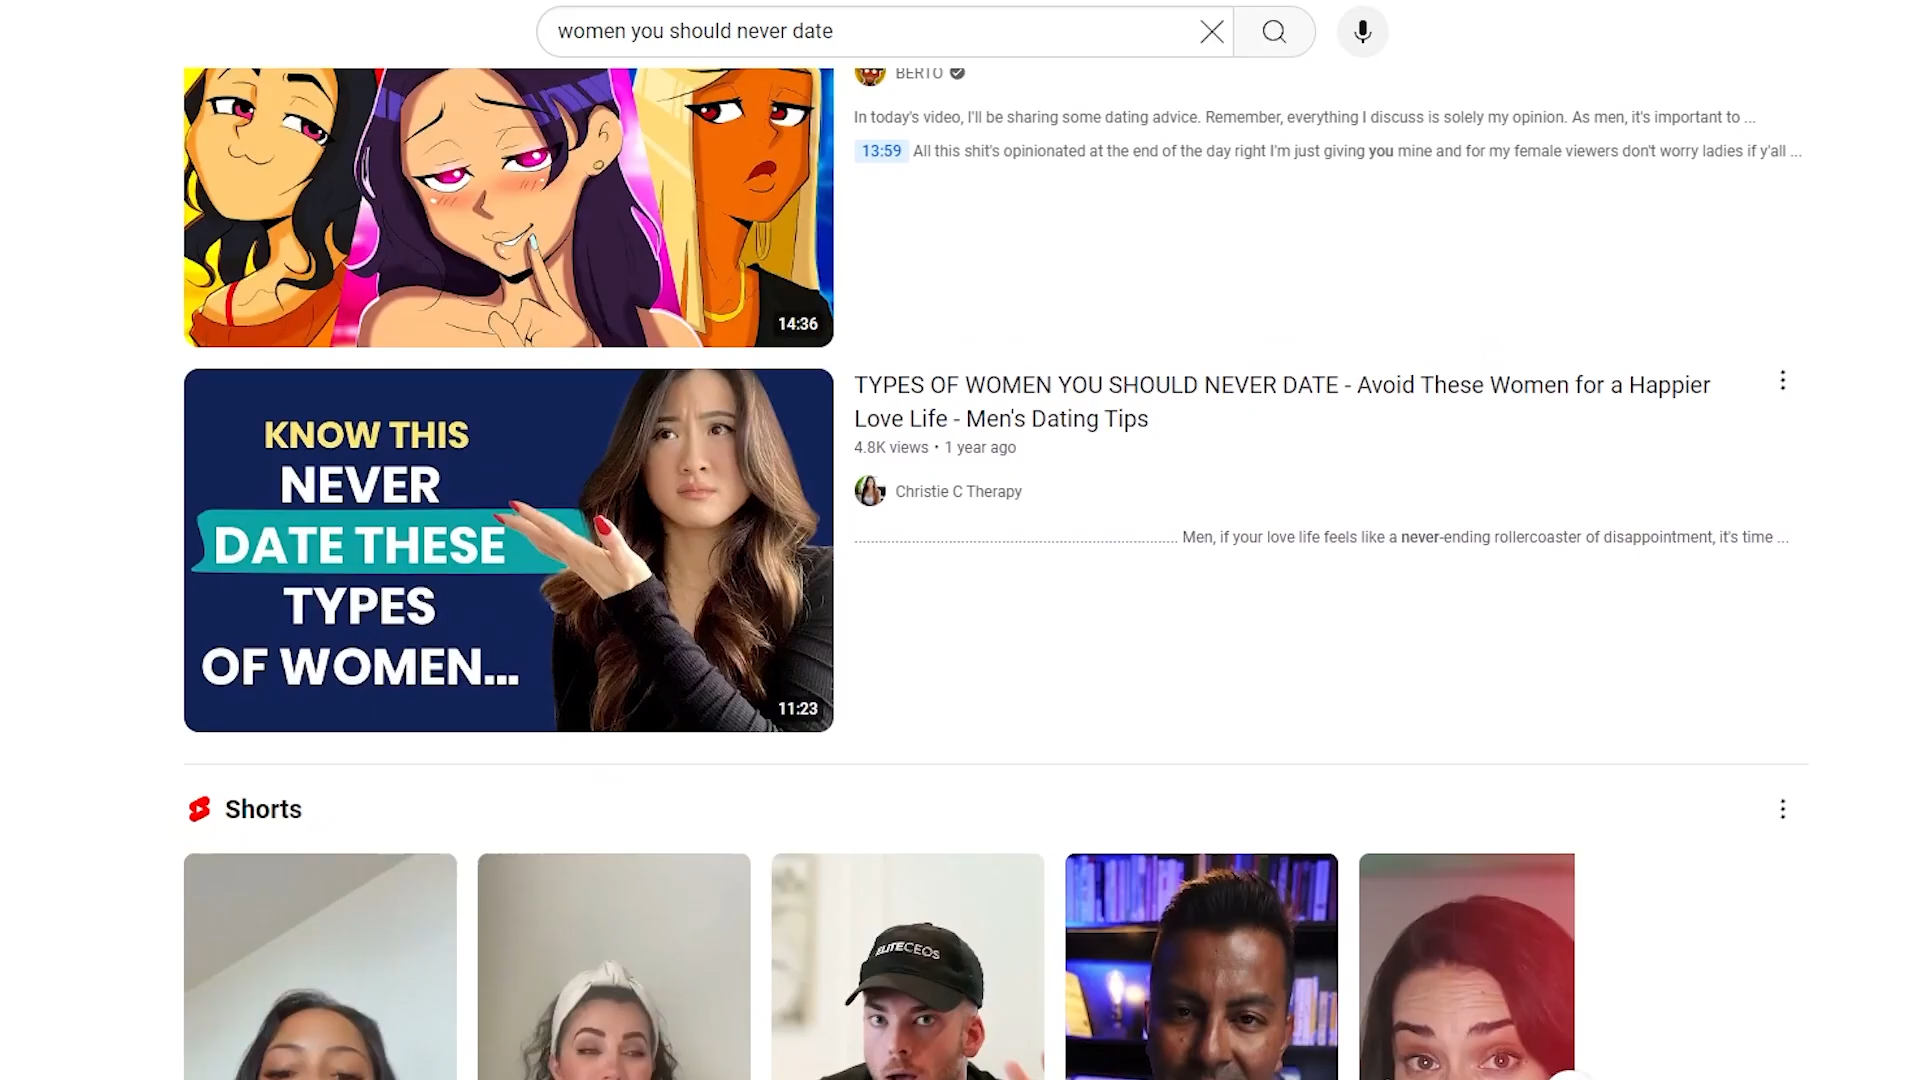 women you should never date
BERTO
In today's video, I'll be sharing some dating advice. Remember, everything I discuss is solely my opinion. As men, it's important to ...
13:59 All this shit's opinionated at the end of the day right I'm just giving you mine and for my female viewers don't worry ladies if y'all ...
14:36
TYPES OF WOMEN YOU SHOULD NEVER DATE - Avoid These Women for a Happier
Love Life - Men's Dating Tips
4.8K views • 1 year ago
Christie C Therapy
....................................................................................... Men, if your love life feels like a never-ending rollercoaster of disappointment, it's time ...
KNOW THIS
NEVER
DATE THESE
TYPES
OF WOMEN...
11:23
Shorts
ELITECEOS